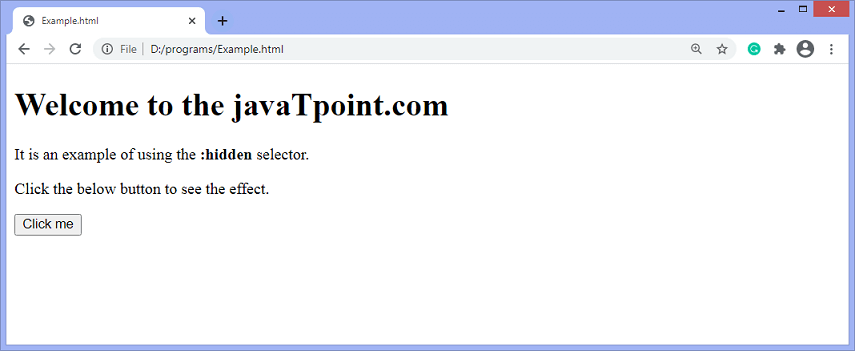 Example.html
File D:/programs/Example.html
Welcome to the javaTpoint.com
It is an example of using the :hidden selector.
Click the below button to see the effect.
Click me